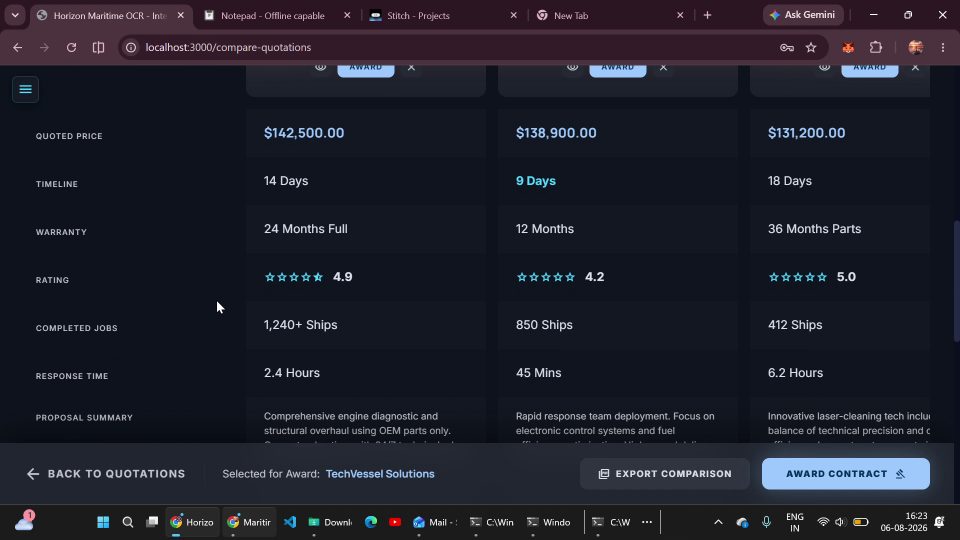 Horizon Maritime OCR - Inte
Notepad - Offline capable
Stitch - Projects
New Tab
Ask Gemini
localhost:3000/compare-quotations
AWARD
AWARD
AWARD
QUOTED PRICE
$142,500.00
$138,900.00
$131,200.00
TIMELINE
14 Days
9 Days
18 Days
WARRANTY
24 Months Full
12 Months
36 Months Parts
RATING
4.9
4.2
5.0
COMPLETED JOBS
1,240+ Ships
850 Ships
412 Ships
RESPONSE TIME
2.4 Hours
45 Mins
6.2 Hours
PROPOSAL SUMMARY
Comprehensive engine diagnostic and
structural overhaul using OEM parts only.
Rapid response team deployment. Focus on
electronic control systems and fuel
Innovative laser-cleaning tech inclu
balance of technical precision and c
BACK TO QUOTATIONS
Selected for Award: TechVessel Solutions
EXPORT COMPARISON
AWARD CONTRACT
1
Horizo
Maritir
Downl
Mail - S
C:\Win
Windo
C:\W
ENG
IN
16:23
06-08-2026